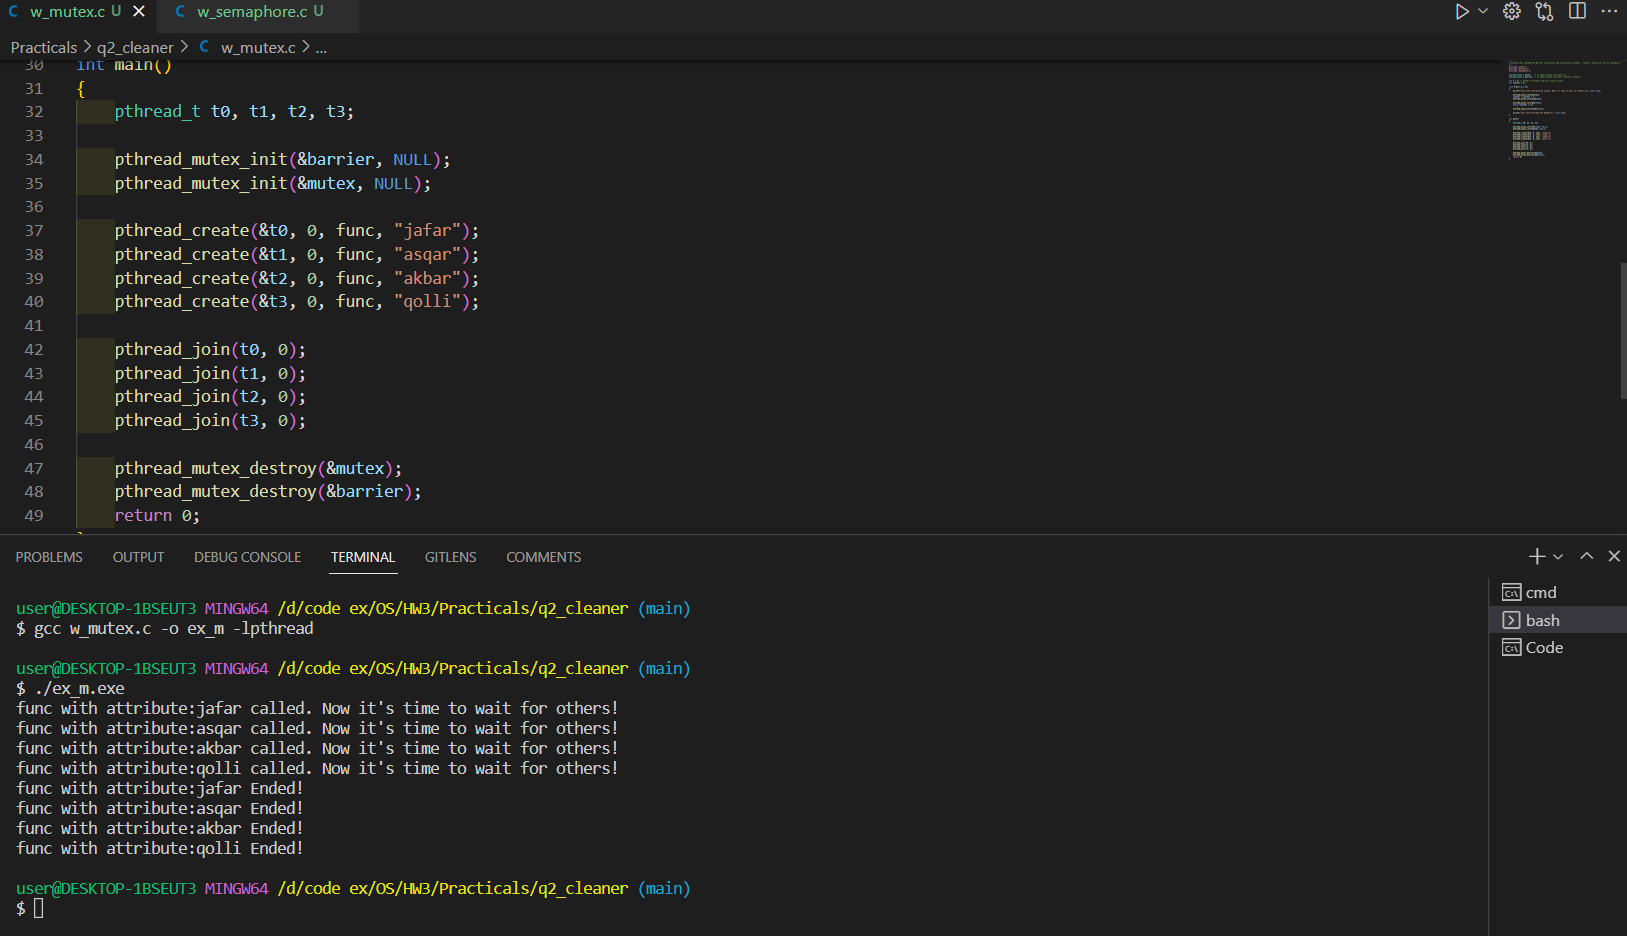 C w_mutex.c U × C w_semaphore.c U
Practicals > q2_cleaner > C w_mutex.c > ...
30 int main()
31 {
32 pthread_t t0, t1, t2, t3;
33
34 pthread_mutex_init(&barrier, NULL);
35 pthread_mutex_init(&mutex, NULL);
36
37 pthread_create(&t0, 0, func, "jafar");
38 pthread_create(&t1, 0, func, "asqar");
39 pthread_create(&t2, 0, func, "akbar");
40 pthread_create(&t3, 0, func, "qolli");
41
42 pthread_join(t0, 0);
43 pthread_join(t1, 0);
44 pthread_join(t2, 0);
45 pthread_join(t3, 0);
46
47 pthread_mutex_destroy(&mutex);
48 pthread_mutex_destroy(&barrier);
49 return 0;
PROBLEMS OUTPUT DEBUG CONSOLE TERMINAL GITLENS COMMENTS
user@DESKTOP-1BSEUT3 MINGW64 /d/code ex/OS/HW3/Practicals/q2_cleaner (main)
$ gcc w_mutex.c -o ex_m -lpthread
user@DESKTOP-1BSEUT3 MINGW64 /d/code ex/OS/HW3/Practicals/q2_cleaner (main)
$ ./ex_m.exe
func with attribute:jafar called. Now it's time to wait for others!
func with attribute:asqar called. Now it's time to wait for others!
func with attribute:akbar called. Now it's time to wait for others!
func with attribute:qolli called. Now it's time to wait for others!
func with attribute:jafar Ended!
func with attribute:asqar Ended!
func with attribute:akbar Ended!
func with attribute:qolli Ended!
user@DESKTOP-1BSEUT3 MINGW64 /d/code ex/OS/HW3/Practicals/q2_cleaner (main)
$
cmd
bash
Code